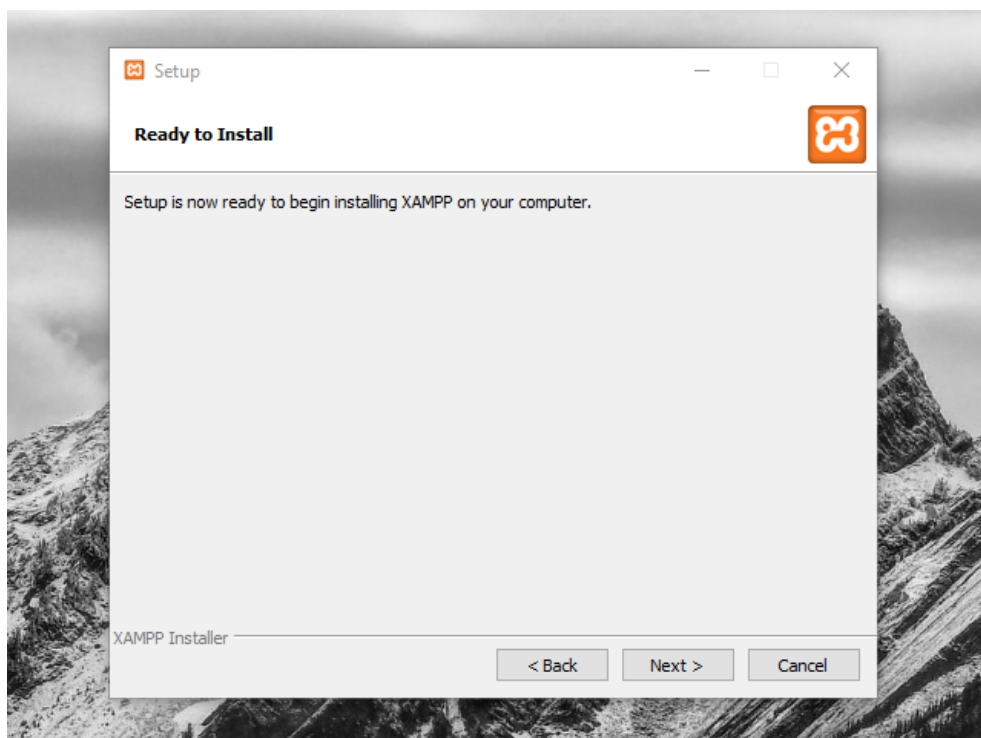 Setup
Ready to Install
Setup is now ready to begin installing XAMPP on your computer.
XAMPP Installer
< Back
Next >
Cancel